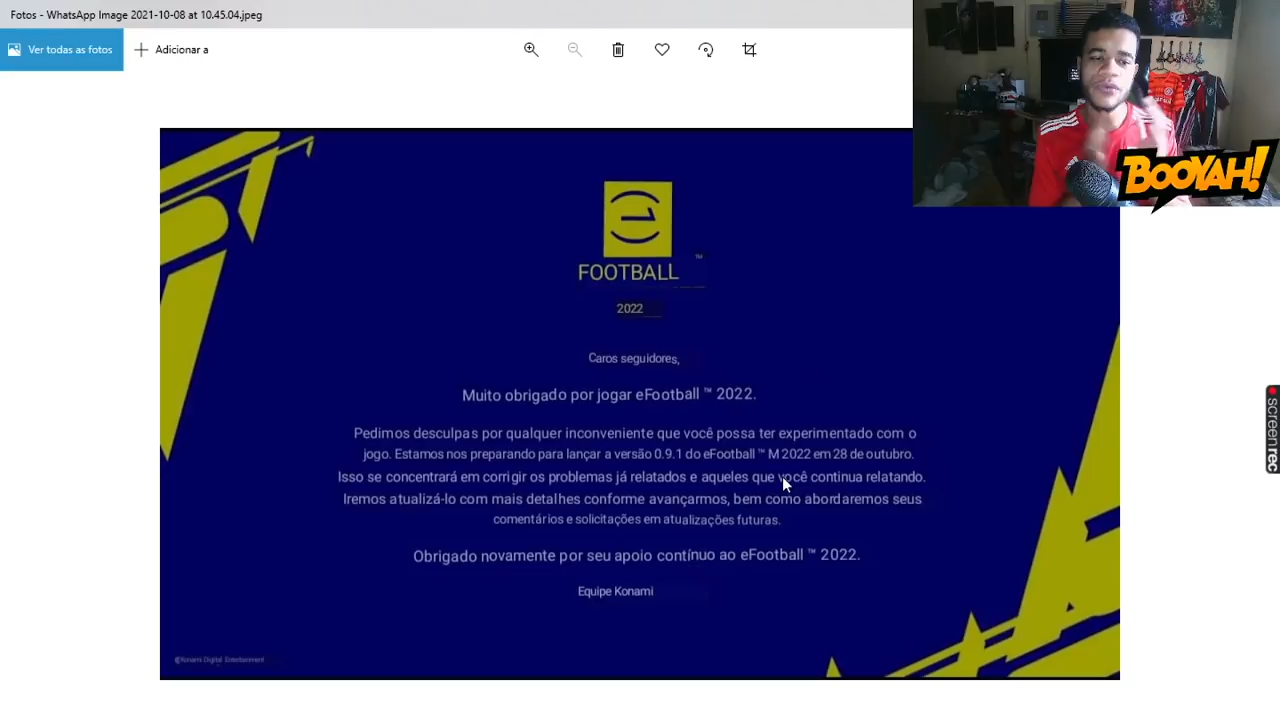 Fotos - WhatsApp Image 2021-10-08 at 10.45.04.jpeg
Ver todas as fotos
Adicionar a
BOOYAH!
FOOTBALL ™
2022
Caros seguidores,
Muito obrigado por jogar eFootball ™ 2022.
Pedimos desculpas por qualquer inconveniente que você possa ter experimentado com o
jogo. Estamos nos preparando para lançar a versão 0.9.1 do eFootball ™ M 2022 em 28 de outubro.
Isso se concentrará em corrigir os problemas já relatados e aqueles que você continua relatando.
Iremos atualizá-lo com mais detalhes conforme avançarmos, bem como abordaremos seus
comentários e solicitações em atualizações futuras.
Obrigado novamente por seu apoio contínuo ao eFootball ™ 2022.
Equipe Konami
©Konami Digital Entertainment
screenrec